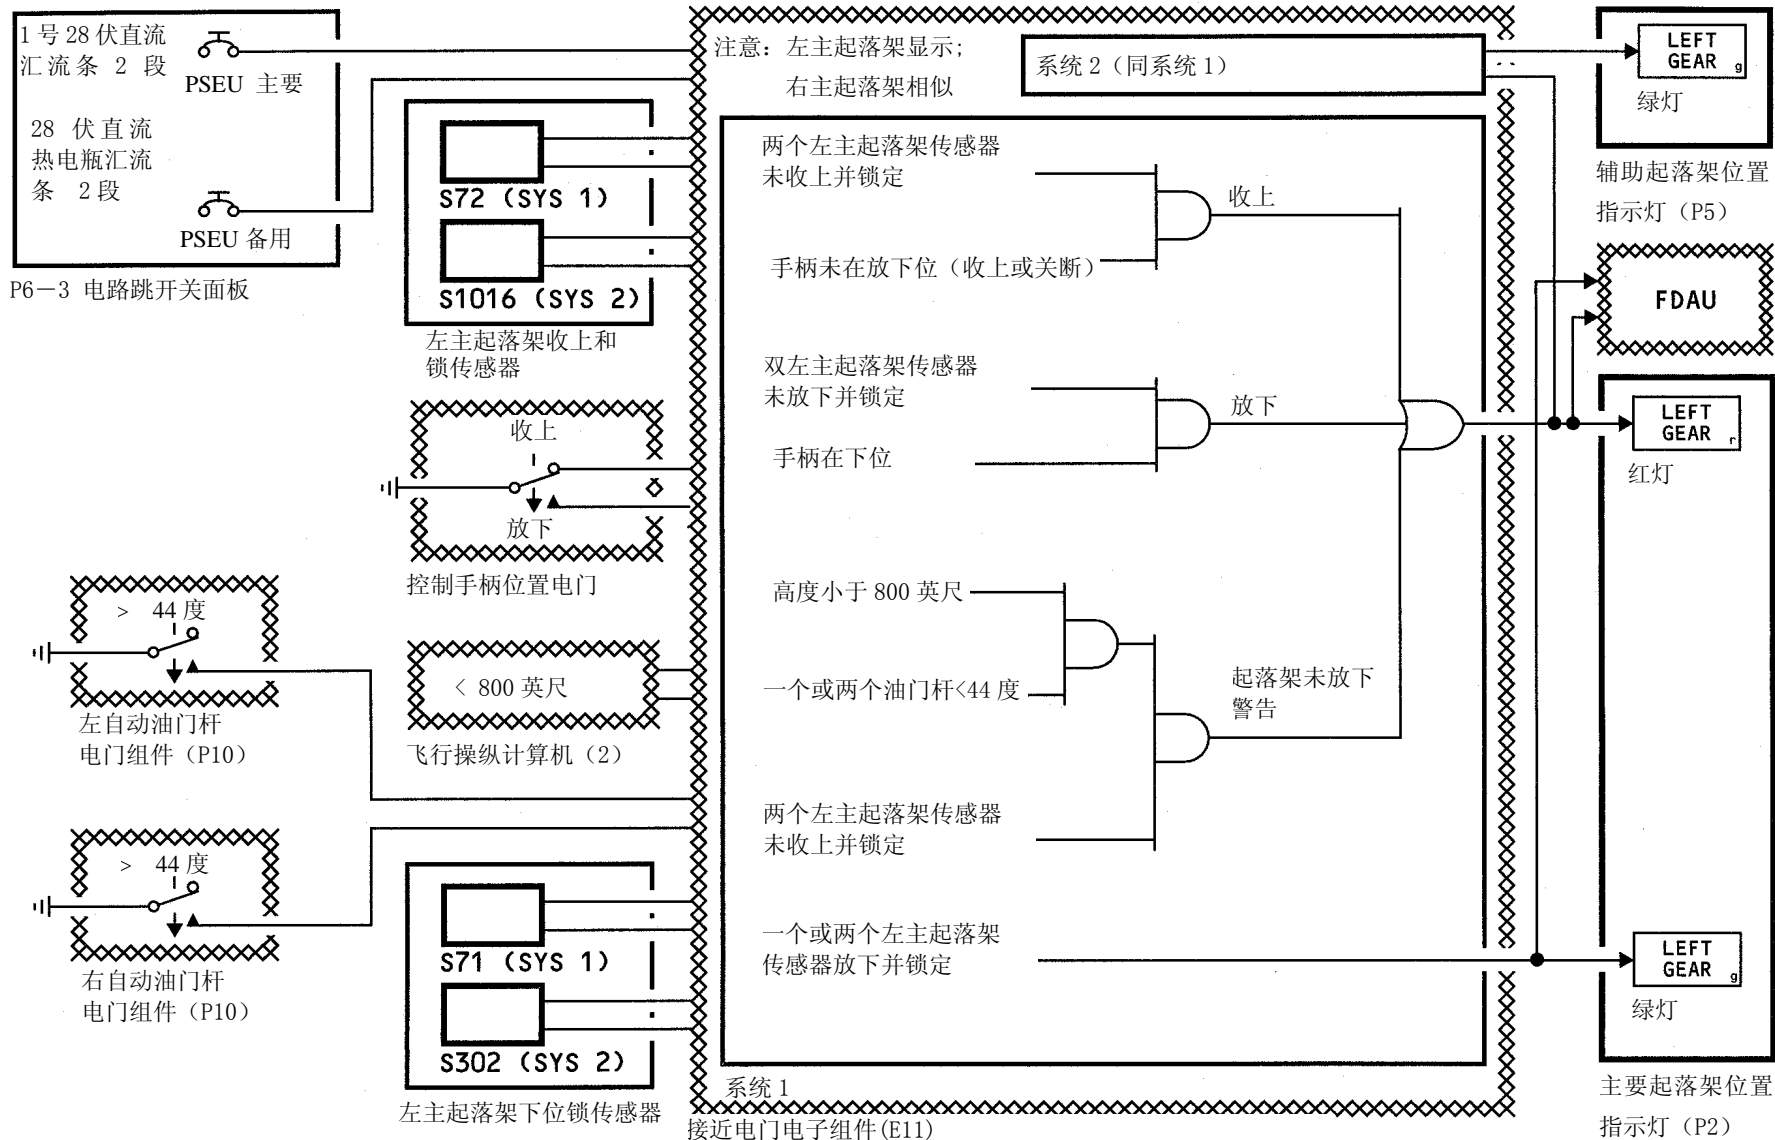 1 号 28 伏直流
汇流条 2 段
PSEU 主要
28 伏直流
热电瓶汇流
条 2 段
PSEU 备用
P6－3 电路跳开关面板
S72 (SYS 1)
S1016 (SYS 2)
左主起落架收上和
锁传感器
收上
放下
控制手柄位置电门
> 44 度
左自动油门杆
电门组件（P10）
< 800 英尺
飞行操纵计算机（2）
> 44 度
右自动油门杆
电门组件（P10）
S71 (SYS 1)
S302 (SYS 2)
左主起落架下位锁传感器
注意：左主起落架显示;
右主起落架相似
系统 2（同系统 1）
两个左主起落架传感器
未收上并锁定
收上
手柄未在放下位（收上或关断）
双左主起落架传感器
未放下并锁定
放下
手柄在下位
高度小于 800 英尺
一个或两个油门杆<44 度
起落架未放下
警告
两个左主起落架传感器
未收上并锁定
一个或两个左主起落架
传感器放下并锁定
系统 1
接近电门电子组件(E11)
LEFT
GEAR g
绿灯
辅助起落架位置
指示灯（P5）
FDAU
LEFT
GEAR r
红灯
LEFT
GEAR g
绿灯
主要起落架位置
指示灯（P2）